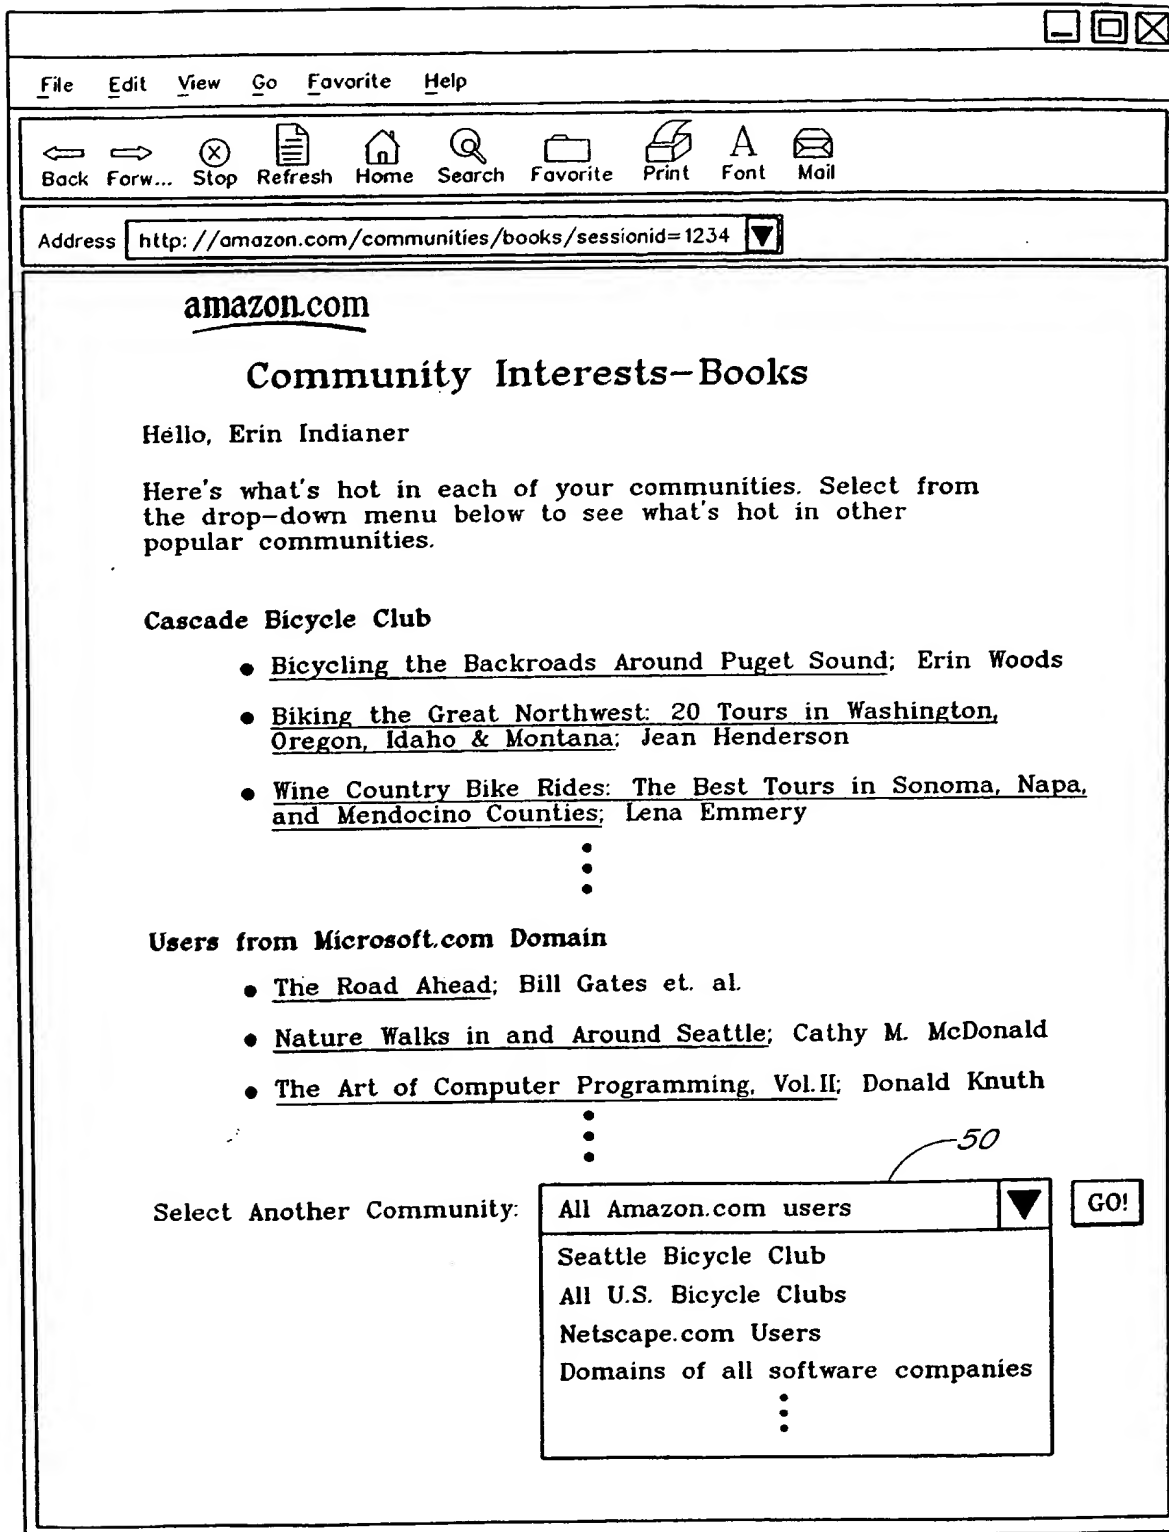 File Edit View Go Favorite Help
Back Forw... Stop Refresh Home Search Favorite Print Font Mail
Address http://amazon.com/communities/books/sessionid=1234
amazon.com
Community Interests-Books
Hello, Erin Indianer
Here's what's hot in each of your communities. Select from
the drop-down menu below to see what's hot in other
popular communities.
Cascade Bicycle Club
• Bicycling the Backroads Around Puget Sound; Erin Woods
• Biking the Great Northwest: 20 Tours in Washington,
Oregon, Idaho & Montana; Jean Henderson
• Wine Country Bike Rides: The Best Tours in Sonoma, Napa,
and Mendocino Counties; Lena Emmery
Users from Microsoft.com Domain
• The Road Ahead; Bill Gates et. al.
• Nature Walks in and Around Seattle; Cathy M. McDonald
• The Art of Computer Programming, Vol.II; Donald Knuth
50
Select Another Community: All Amazon.com users GO!
Seattle Bicycle Club
All U.S. Bicycle Clubs
Netscape.com Users
Domains of all software companies